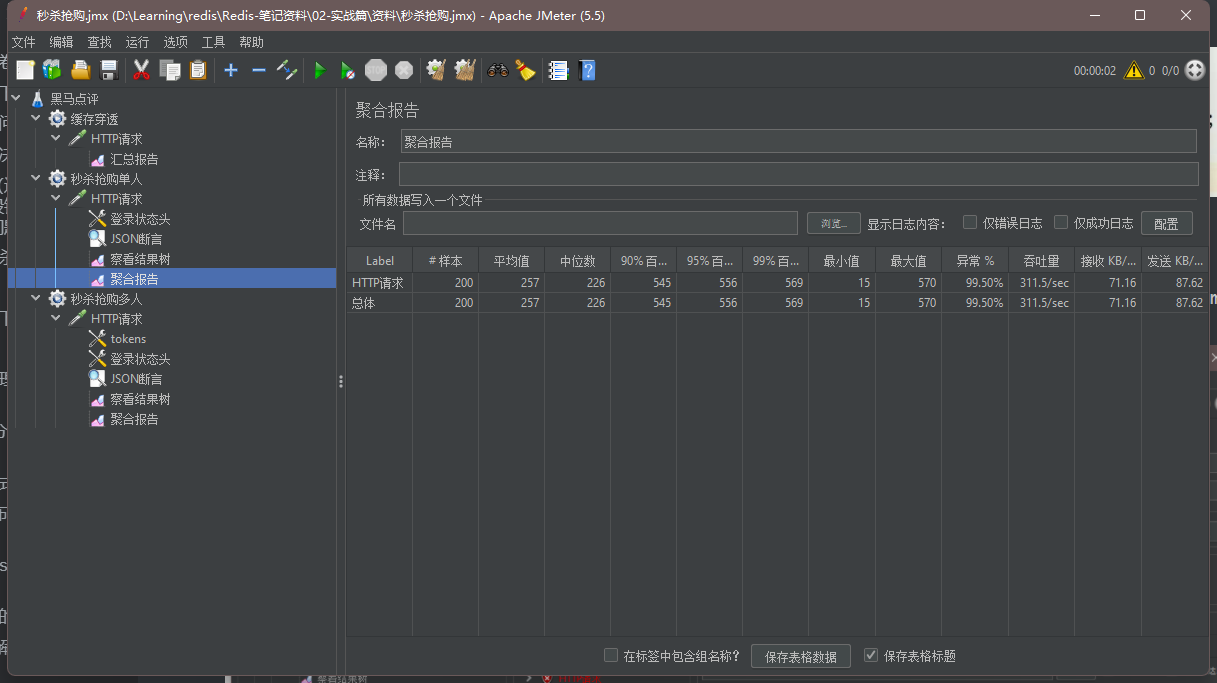 秒杀抢购.jmx (D:\Learning\redis\Redis-笔记资料\02-实战篇\资料\秒杀抢购.jmx) - Apache JMeter (5.5)
文件 编辑 查找 运行 选项 工具 帮助
STOP
00:00:02 0 0/0
黑马点评
缓存穿透
HTTP请求
汇总报告
秒杀抢购单人
HTTP请求
登录状态头
JSON断言
察看结果树
聚合报告
秒杀抢购多人
HTTP请求
tokens
登录状态头
JSON断言
察看结果树
聚合报告
聚合报告
名称： 聚合报告
注释：
所有数据写入一个文件
文件名 浏览... 显示日志内容： 仅错误日志 仅成功日志 配置
Label # 样本 平均值 中位数 90% 百... 95% 百... 99% 百... 最小值 最大值 异常 % 吞吐量 接收 KB/... 发送 KB/...
HTTP请求 200 257 226 545 556 569 15 570 99.50% 311.5/sec 71.16 87.62
总体 200 257 226 545 556 569 15 570 99.50% 311.5/sec 71.16 87.62
在标签中包含组名称？ 保存表格数据 保存表格标题
察看结果树